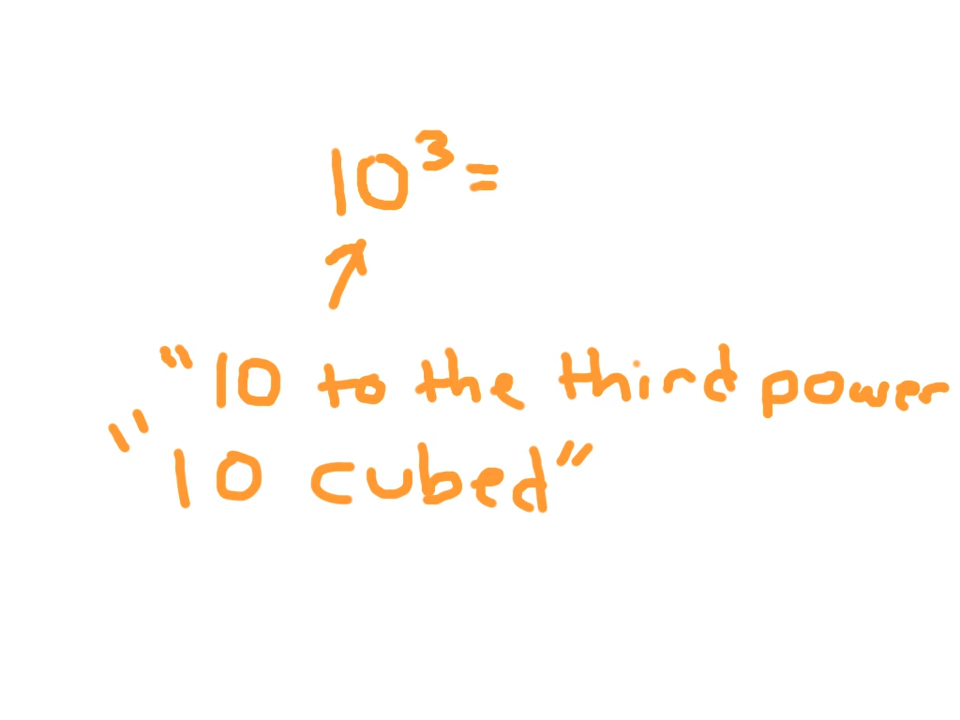 10³=
"10 to the third power
"10 cubed"